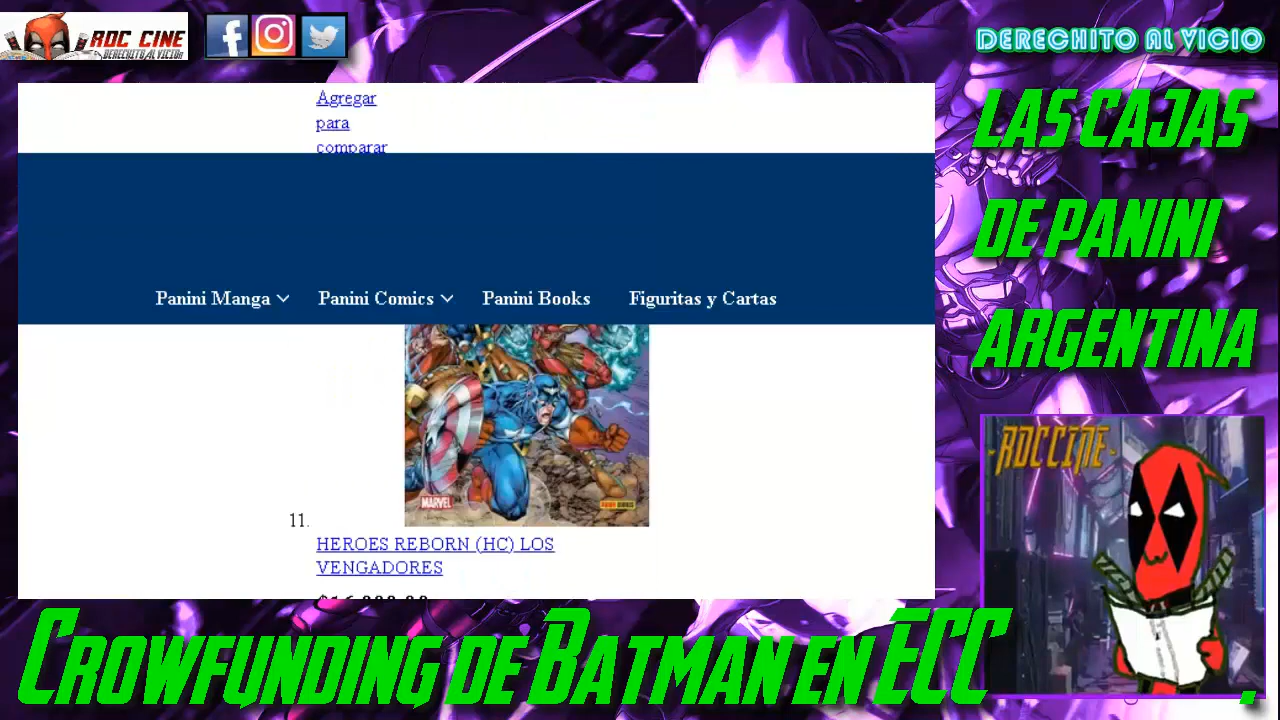 ROC CINE
DERECHITO AL VICIO
DERECHITO AL VICIO
Agregar
para
comparar
Panini Manga
Panini Comics
Panini Books
Figuritas y Cartas
LAS CAJAS
DE PANINI
ARGENTINA
MARVEL
PANINI COMICS
11.
HEROES REBORN (HC) LOS
VENGADORES
-ROC CINE-
CROWFUNDING DE BATMAN EN ECC .